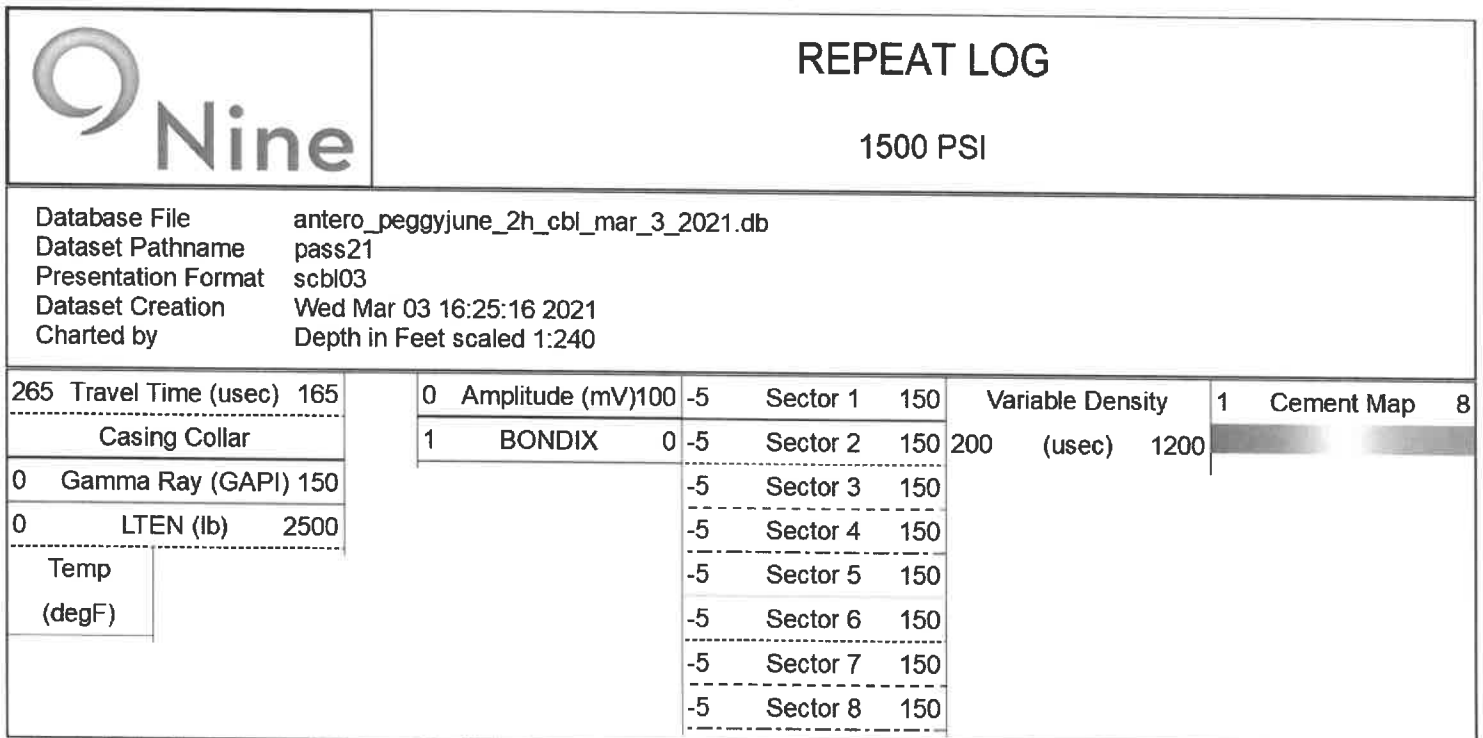 9 Nine
REPEAT LOG
1500 PSI
Database File antero_peggyjune_2h_cbl_mar_3_2021.db
Dataset Pathname pass21
Presentation Format scbl03
Dataset Creation Wed Mar 03 16:25:16 2021
Charted by Depth in Feet scaled 1:240
265 Travel Time (usec) 165
Casing Collar
0 Gamma Ray (GAPI) 150
0 LTEN (lb) 2500
Temp
(degF)
0 Amplitude (mV)100
1 BONDIX 0
-5 Sector 1 150
-5 Sector 2 150
-5 Sector 3 150
-5 Sector 4 150
-5 Sector 5 150
-5 Sector 6 150
-5 Sector 7 150
-5 Sector 8 150
Variable Density
200 (usec) 1200
1 Cement Map 8